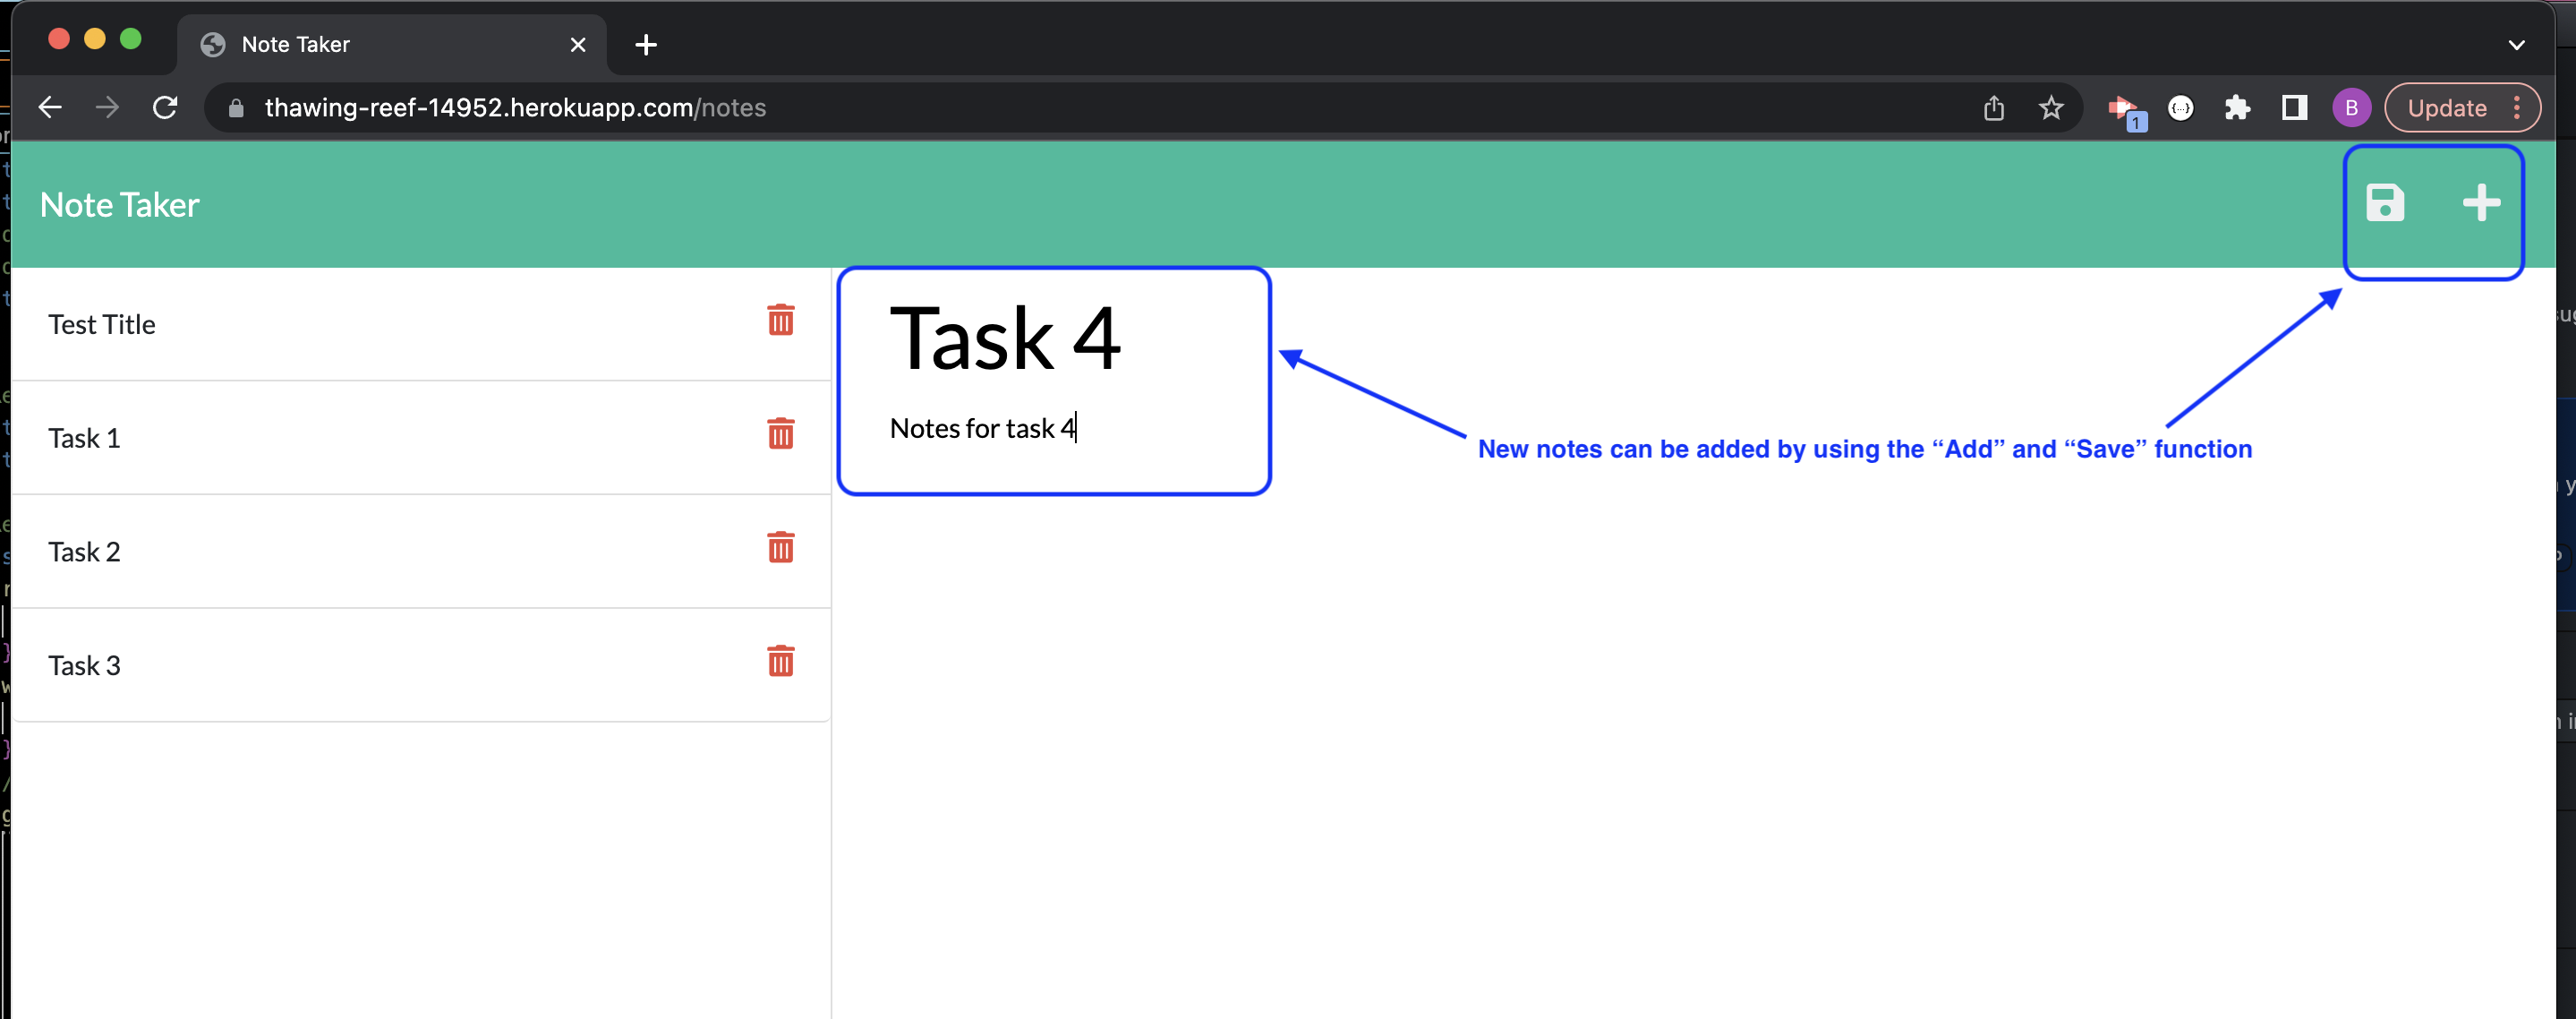 Note Taker
thawing-reef-14952.herokuapp.com/notes
1
{...}
B
Update
Note Taker
Test Title
Task 1
Task 2
Task 3
Task 4
Notes for task 4
New notes can be added by using the “Add” and “Save” function